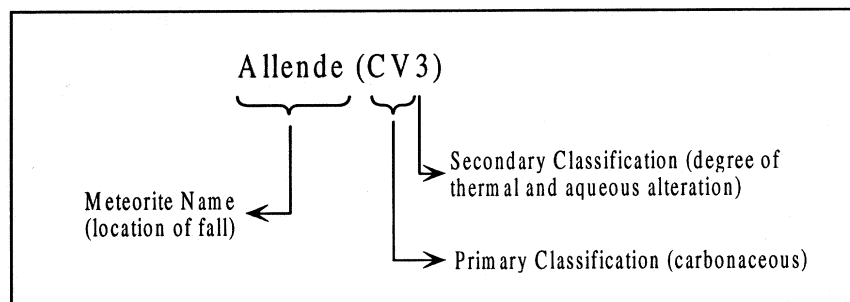 Allende (CV3)
Secondary Classification (degree of
thermal and aqueous alteration)
Meteorite Name
(location of fall)
Primary Classification (carbonaceous)